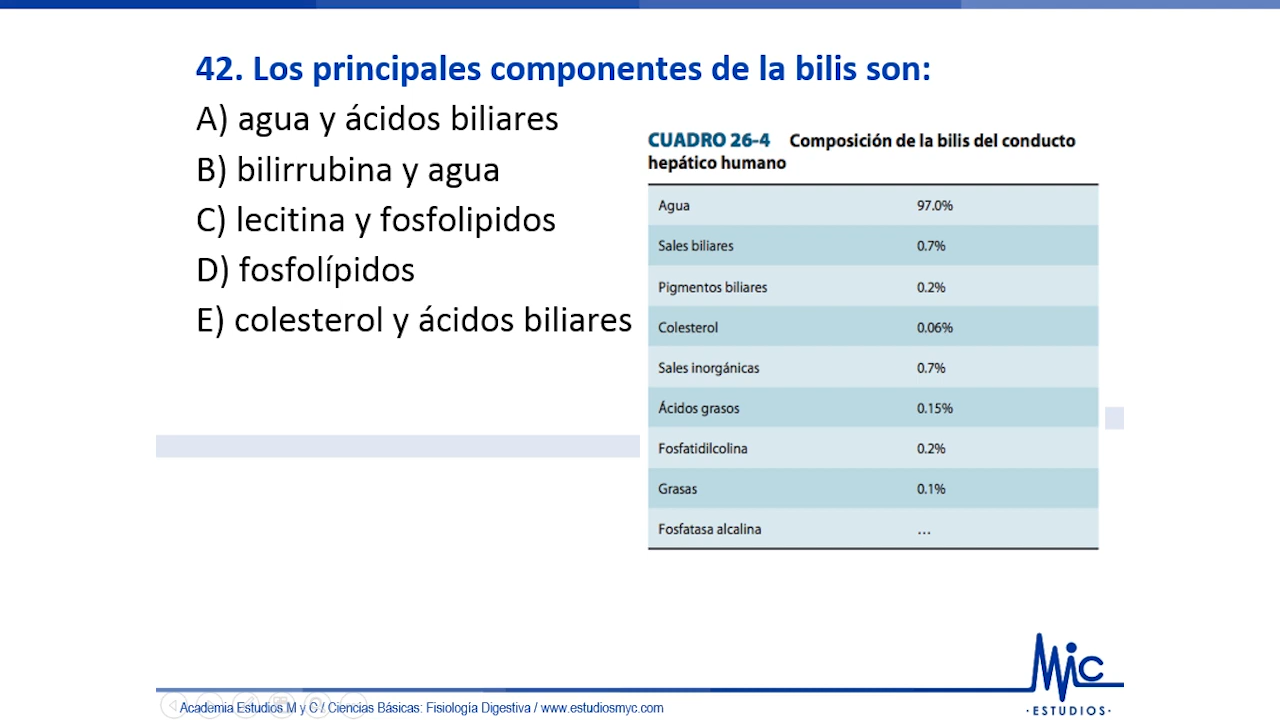 42. Los principales componentes de la bilis son:
A) agua y ácidos biliares
B) bilirrubina y agua
C) lecitina y fosfolipidos
D) fosfolípidos
E) colesterol y ácidos biliares
CUADRO 26-4 Composición de la bilis del conducto
hepático humano
Agua 97.0%
Sales biliares 0.7%
Pigmentos biliares 0.2%
Colesterol 0.06%
Sales inorgánicas 0.7%
Ácidos grasos 0.15%
Fosfatidilcolina 0.2%
Grasas 0.1%
Fosfatasa alcalina ...
Academia Estudios M y C / Ciencias Básicas: Fisiología Digestiva / www.estudiosmyc.com
MyC
·ESTUDIOS·